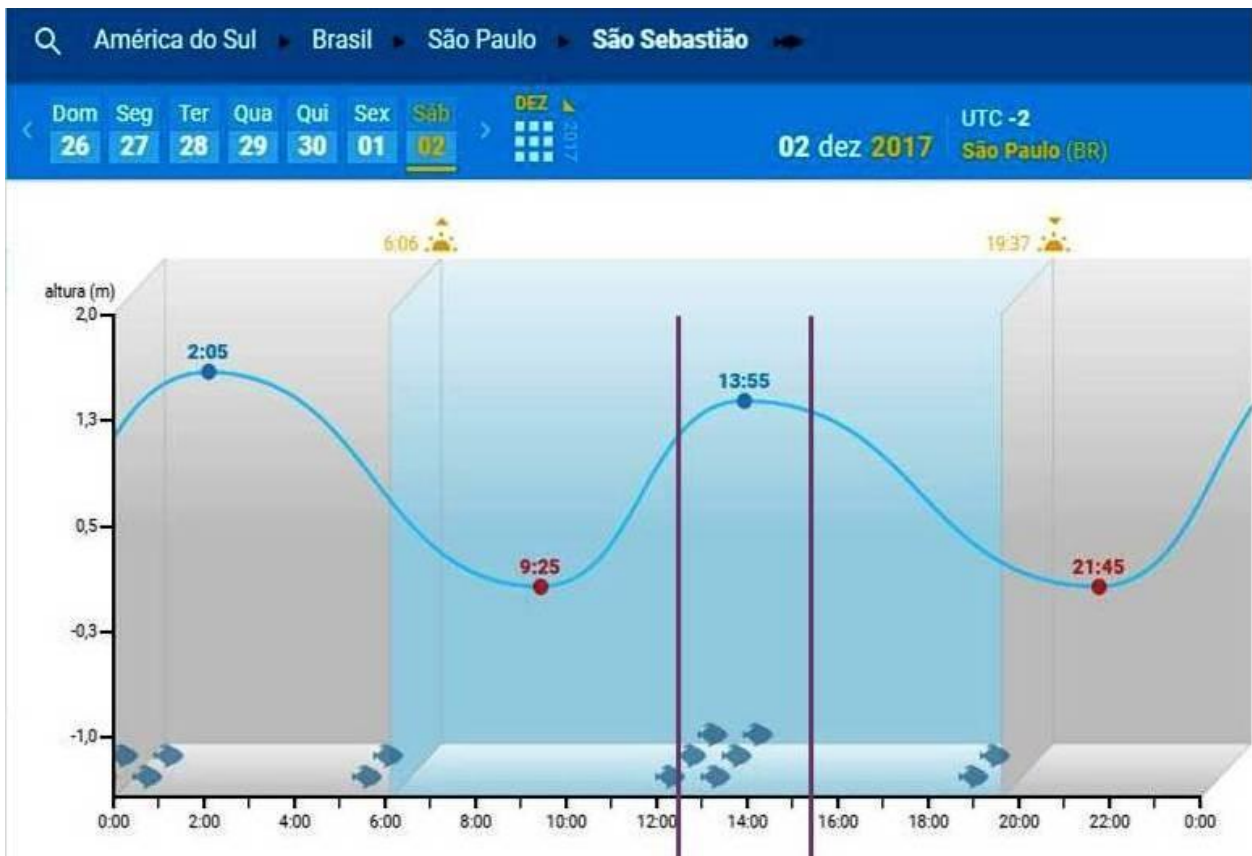 América do Sul Brasil São Paulo São Sebastião
Dom Seg Ter Qua Qui Sex Sáb
26 27 28 29 30 01 02
DEZ
2017
02 dez 2017
UTC -2
São Paulo (BR)
6:06
19:37
altura (m)
2,0
1,3
0,5
-0,3
-1,0
2:05
13:55
9:25
21:45
0:00 2:00 4:00 6:00 8:00 10:00 12:00 14:00 16:00 18:00 20:00 22:00 0:00